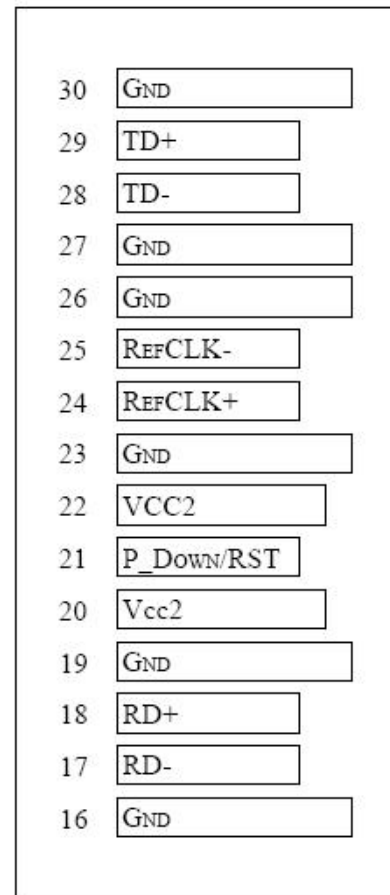 30 GND
29 TD+
28 TD-
27 GND
26 GND
25 REFCLK-
24 REFCLK+
23 GND
22 VCC2
21 P_DOWN/RST
20 Vcc2
19 GND
18 RD+
17 RD-
16 GND